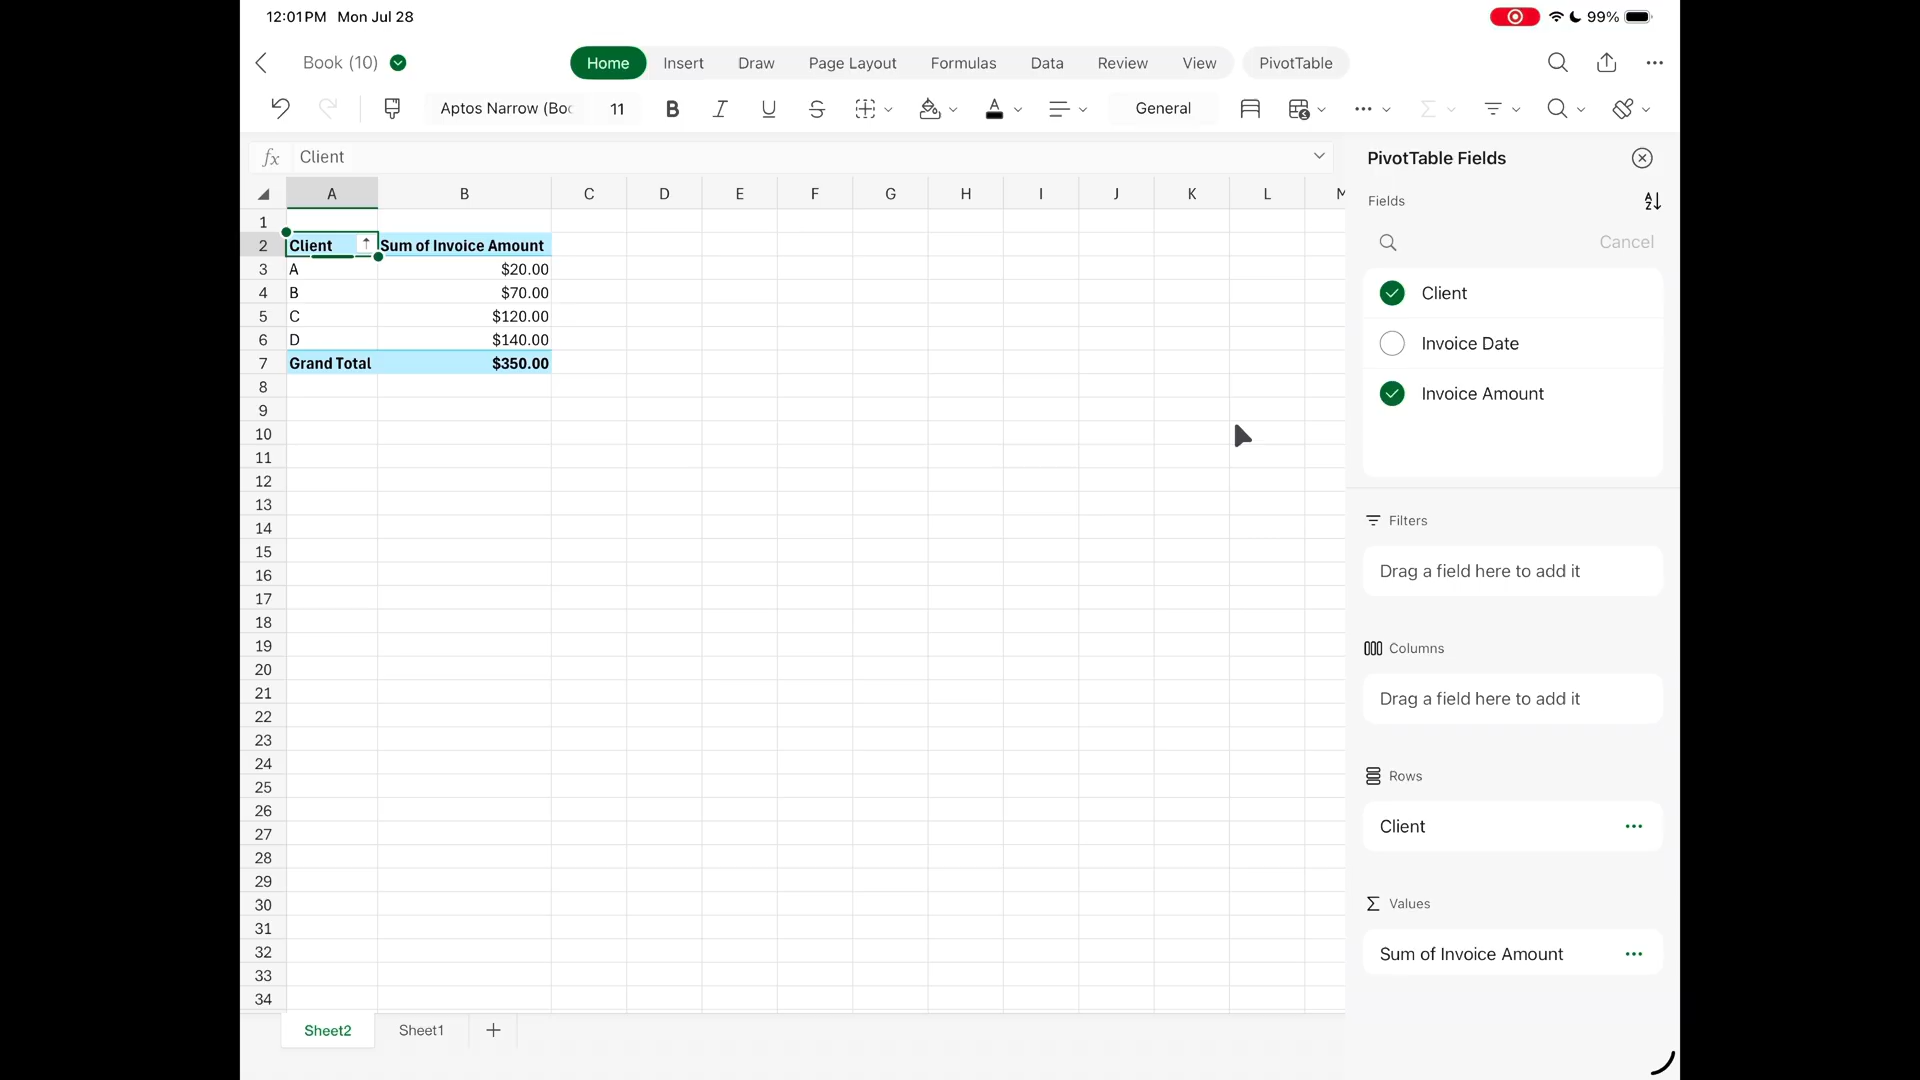 12:01PM Mon Jul 28
99%
Book (10)
Home Insert Draw Page Layout Formulas Data Review View PivotTable
Aptos Narrow (Boc 11 B I U S A General
fx Client
PivotTable Fields
Fields
Cancel
Client
Invoice Date
Invoice Amount
A B C D E F G H I J K L M
1
2 Client Sum of Invoice Amount
3 A $20.00
4 B $70.00
5 C $120.00
6 D $140.00
7 Grand Total $350.00
8
9
10
11
12
13
14
15
16
17
18
19
20
21
22
23
24
25
26
27
28
29
30
31
32
33
34
Filters
Drag a field here to add it
Columns
Drag a field here to add it
Rows
Client
Σ Values
Sum of Invoice Amount
Sheet2 Sheet1